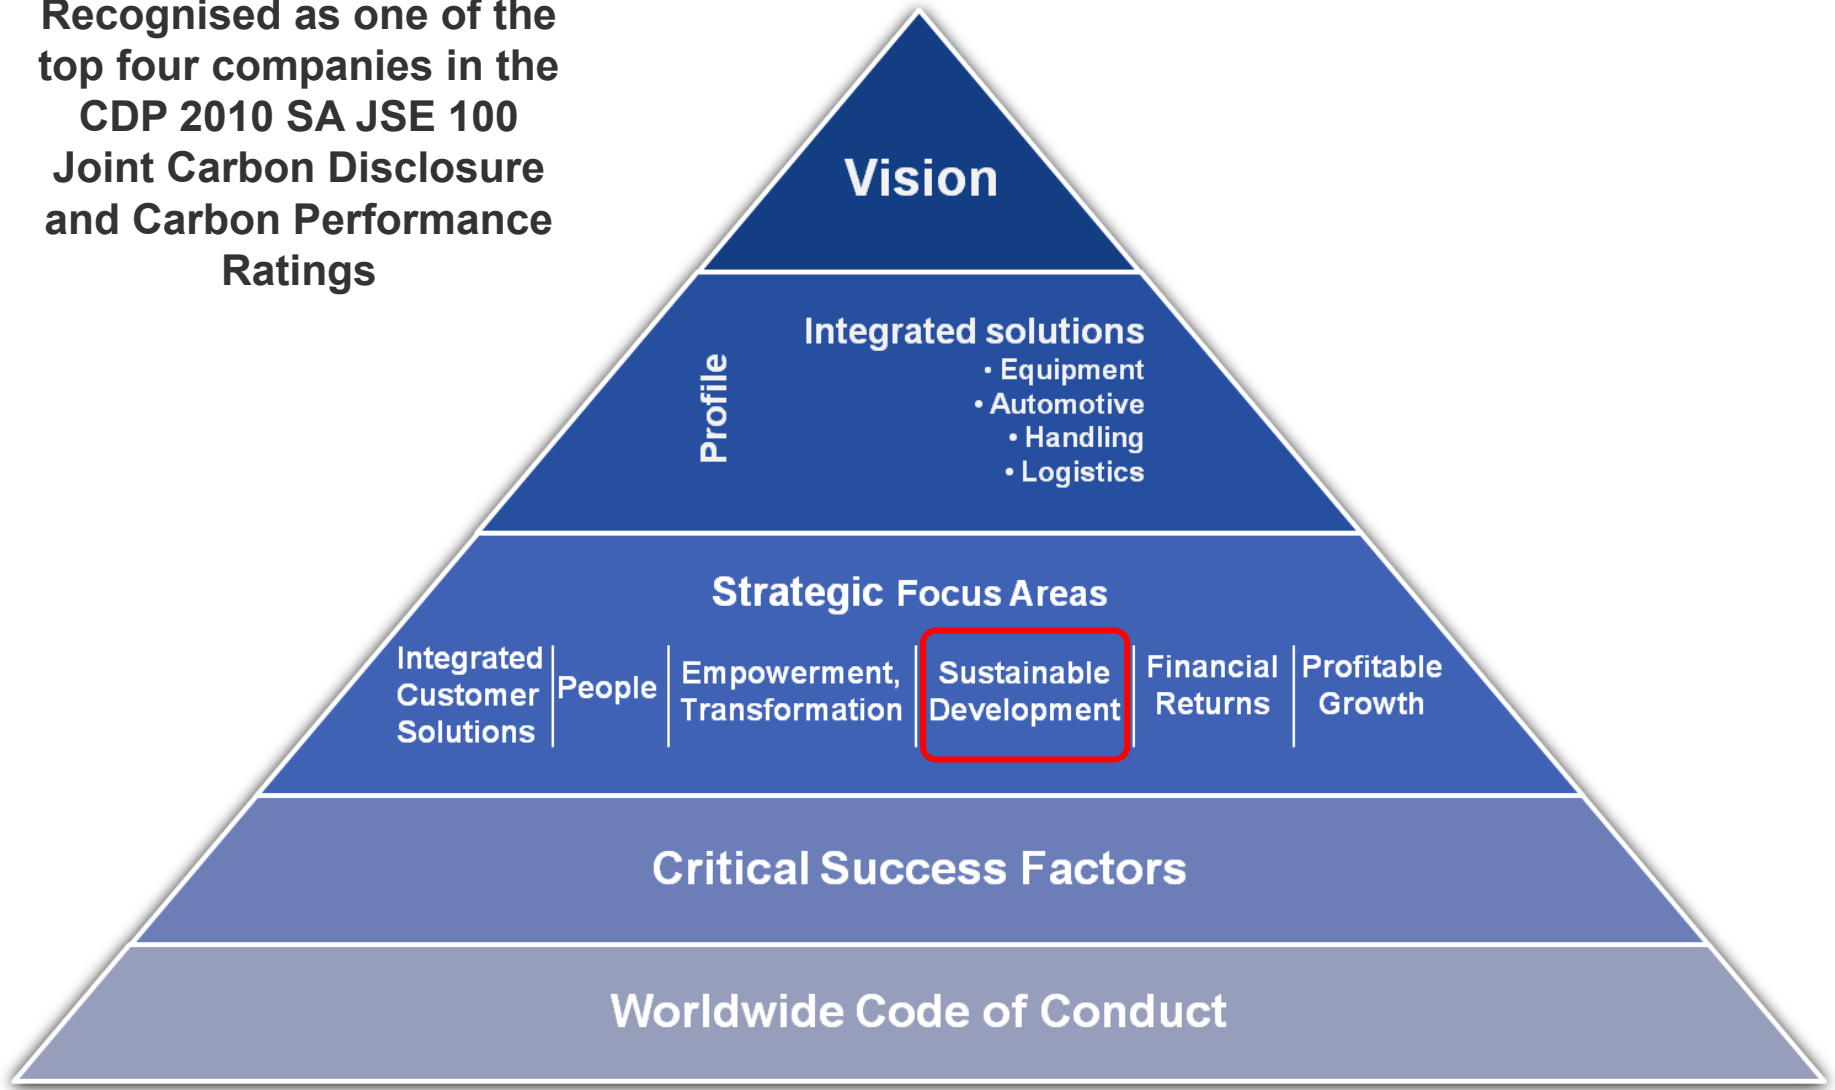 Recognised as one of the
top four companies in the
CDP 2010 SA JSE 100
Joint Carbon Disclosure
and Carbon Performance
Ratings
Vision
Profile
Integrated solutions
• Equipment
• Automotive
• Handling
• Logistics
Strategic Focus Areas
Integrated
Customer
Solutions
People
Empowerment,
Transformation
Sustainable
Development
Financial
Returns
Profitable
Growth
Critical Success Factors
Worldwide Code of Conduct